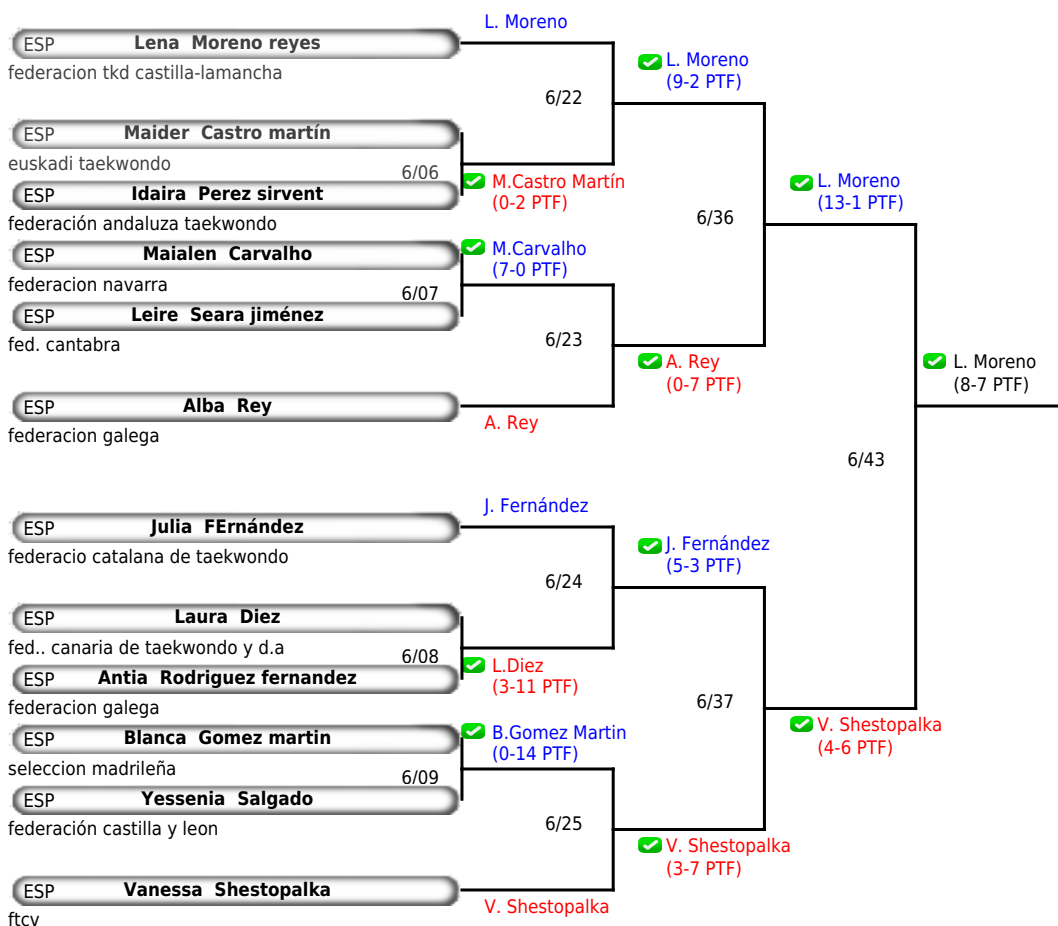 L. Moreno
ESP Lena Moreno reyes
federacion tkd castilla-lamancha
L. Moreno
(9-2 PTF)
6/22
ESP Maider Castro martín
euskadi taekwondo
6/06
M.Castro Martín
(0-2 PTF)
ESP Idaira Perez sirvent
federación andaluza taekwondo
L. Moreno
(13-1 PTF)
6/36
ESP Maialen Carvalho
federacion navarra
M.Carvalho
(7-0 PTF)
6/07
ESP Leire Seara jiménez
fed. cantabra
6/23
A. Rey
(0-7 PTF)
L. Moreno
(8-7 PTF)
ESP Alba Rey
federacion galega
A. Rey
6/43
J. Fernández
ESP Julia FErnández
federacio catalana de taekwondo
J. Fernández
(5-3 PTF)
6/24
ESP Laura Diez
fed.. canaria de taekwondo y d.a
6/08
L.Diez
(3-11 PTF)
ESP Antia Rodriguez fernandez
federacion galega
6/37
V. Shestopalka
(4-6 PTF)
ESP Blanca Gomez martin
seleccion madrileña
B.Gomez Martin
(0-14 PTF)
6/09
ESP Yessenia Salgado
federación castilla y leon
6/25
V. Shestopalka
(3-7 PTF)
ESP Vanessa Shestopalka
ftcv
V. Shestopalka